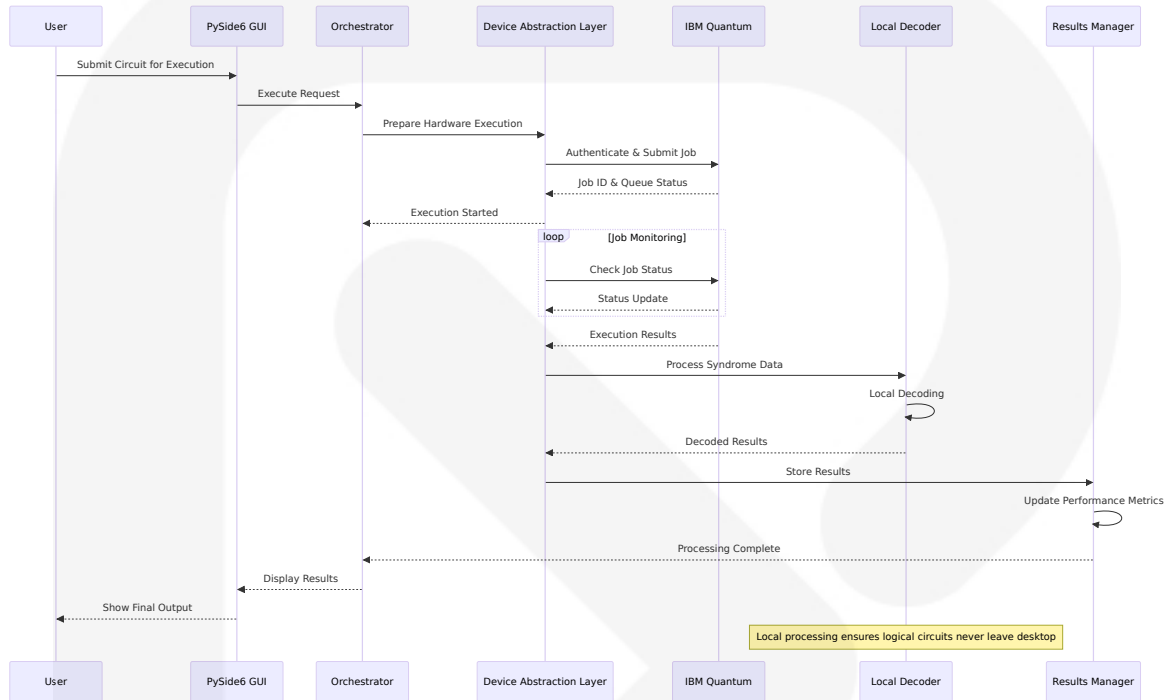 User
PySide6 GUI
Orchestrator
Device Abstraction Layer
IBM Quantum
Local Decoder
Results Manager
Submit Circuit for Execution
Execute Request
Prepare Hardware Execution
Authenticate & Submit Job
Job ID & Queue Status
Execution Started
loop
[Job Monitoring]
Check Job Status
Status Update
Execution Results
Process Syndrome Data
Local Decoding
Decoded Results
Store Results
Update Performance Metrics
Processing Complete
Display Results
Show Final Output
Local processing ensures logical circuits never leave desktop
User
PySide6 GUI
Orchestrator
Device Abstraction Layer
IBM Quantum
Local Decoder
Results Manager